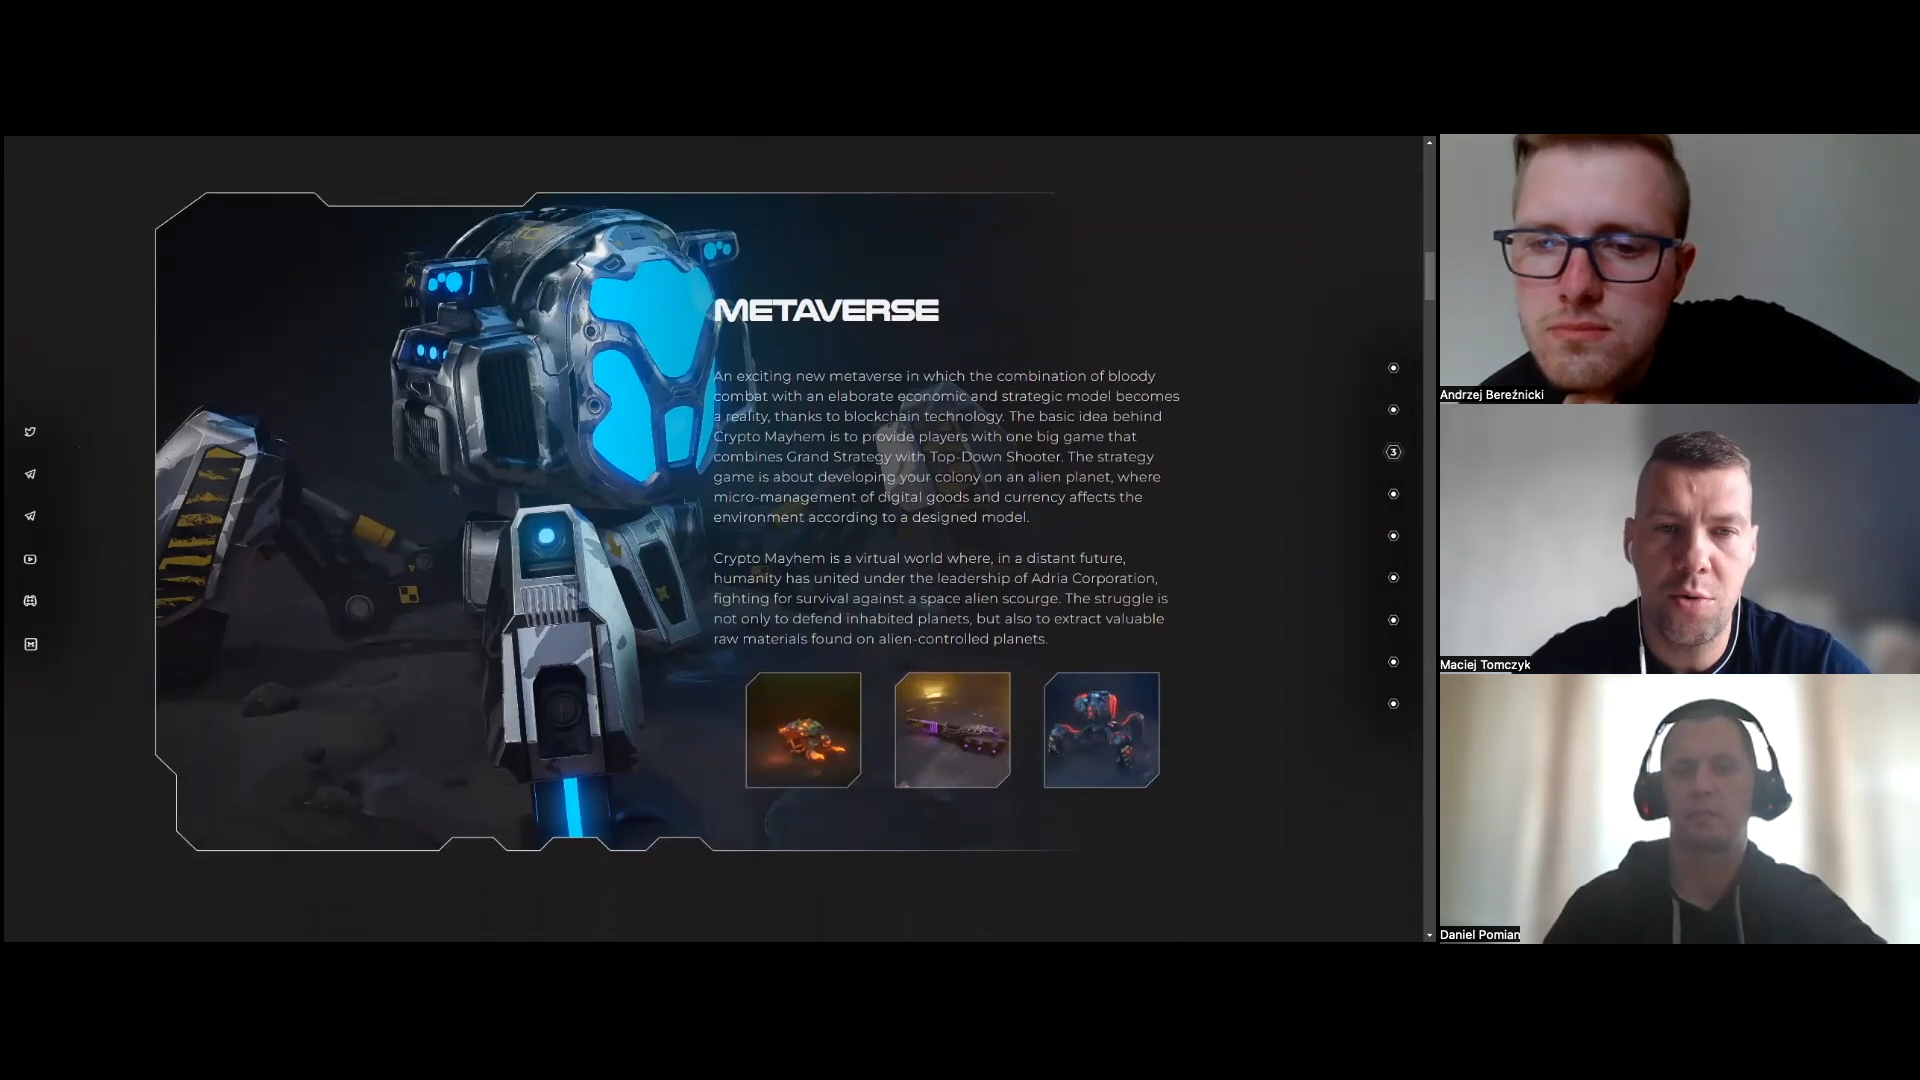 METAVERSE
An exciting new metaverse in which the combination of bloody
combat with an elaborate economic and strategic model becomes
a reality, thanks to blockchain technology. The basic idea behind
Crypto Mayhem is to provide players with one big game that
combines Grand Strategy with Top-Down Shooter. The strategy
game is about developing your colony on an alien planet, where
micro-management of digital goods and currency affects the
environment according to a designed model.
Crypto Mayhem is a virtual world where, in a distant future,
humanity has united under the leadership of Adria Corporation,
fighting for survival against a space alien scourge. The struggle is
not only to defend inhabited planets, but also to extract valuable
raw materials found on alien-controlled planets.
3
Andrzej Bereźnicki
Maciej Tomczyk
Daniel Pomian